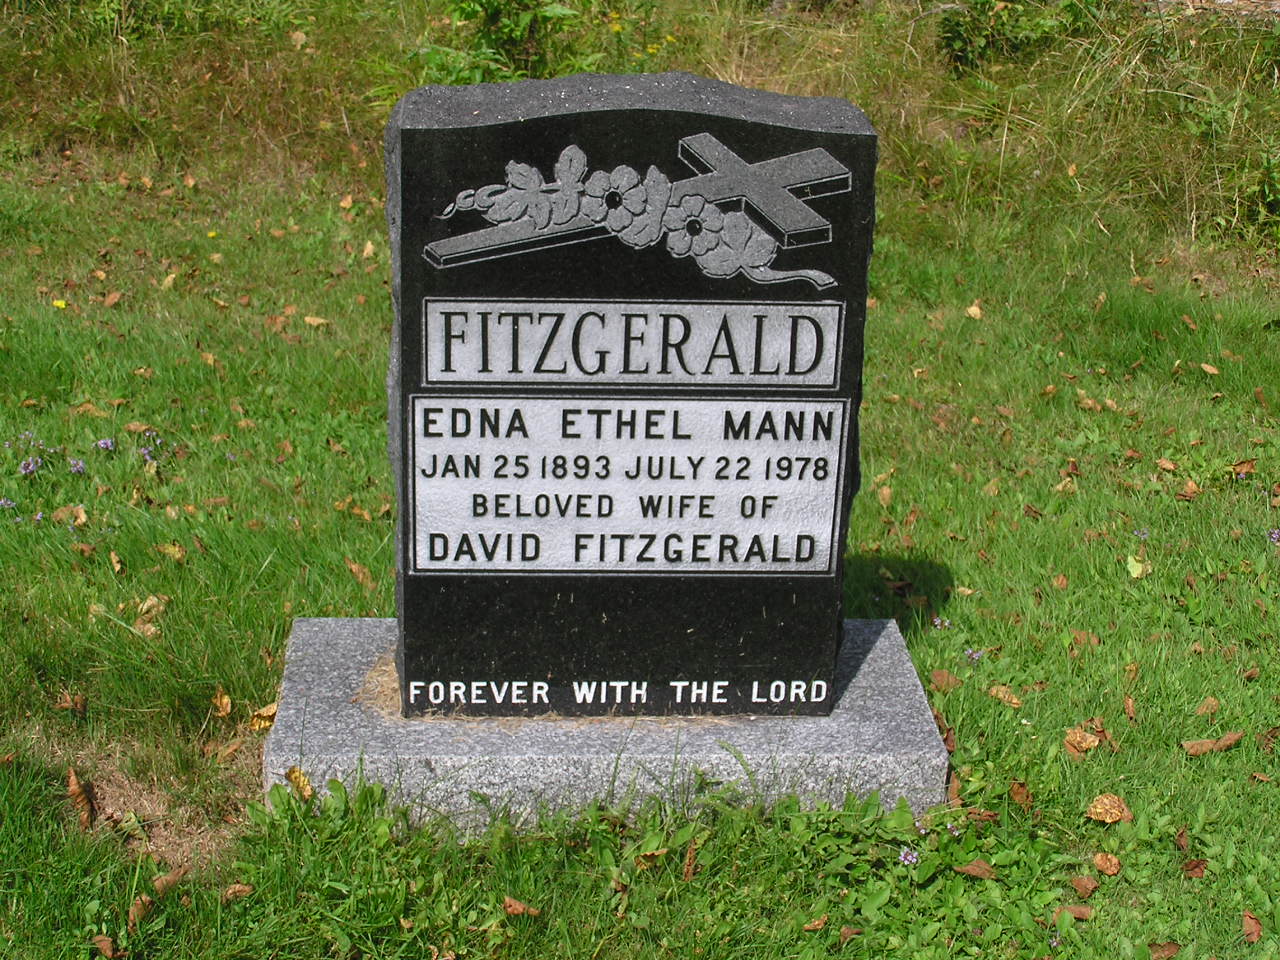 FITZGERALD
EDNA ETHEL MANN
JAN 25 1893 JULY 22 1978
BELOVED WIFE OF
DAVID FITZGERALD
FOREVER WITH THE LORD